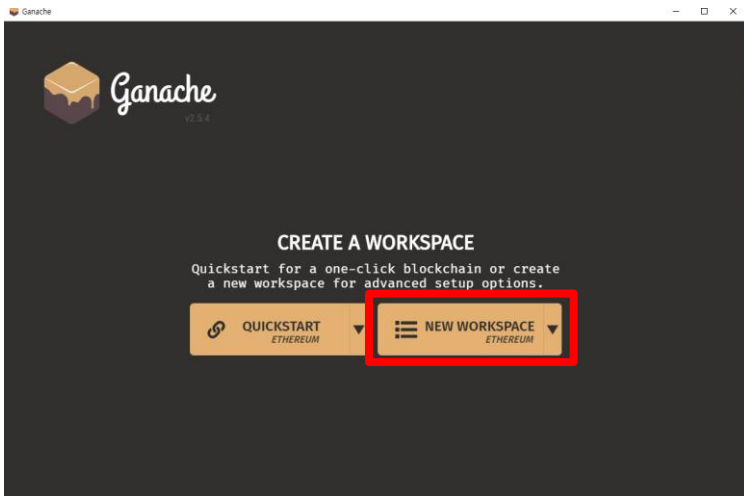 Ganache
Ganache
v2.5.4
CREATE A WORKSPACE
Quickstart for a one-click blockchain or create
a new workspace for advanced setup options.
QUICKSTART
ETHEREUM
NEW WORKSPACE
ETHEREUM